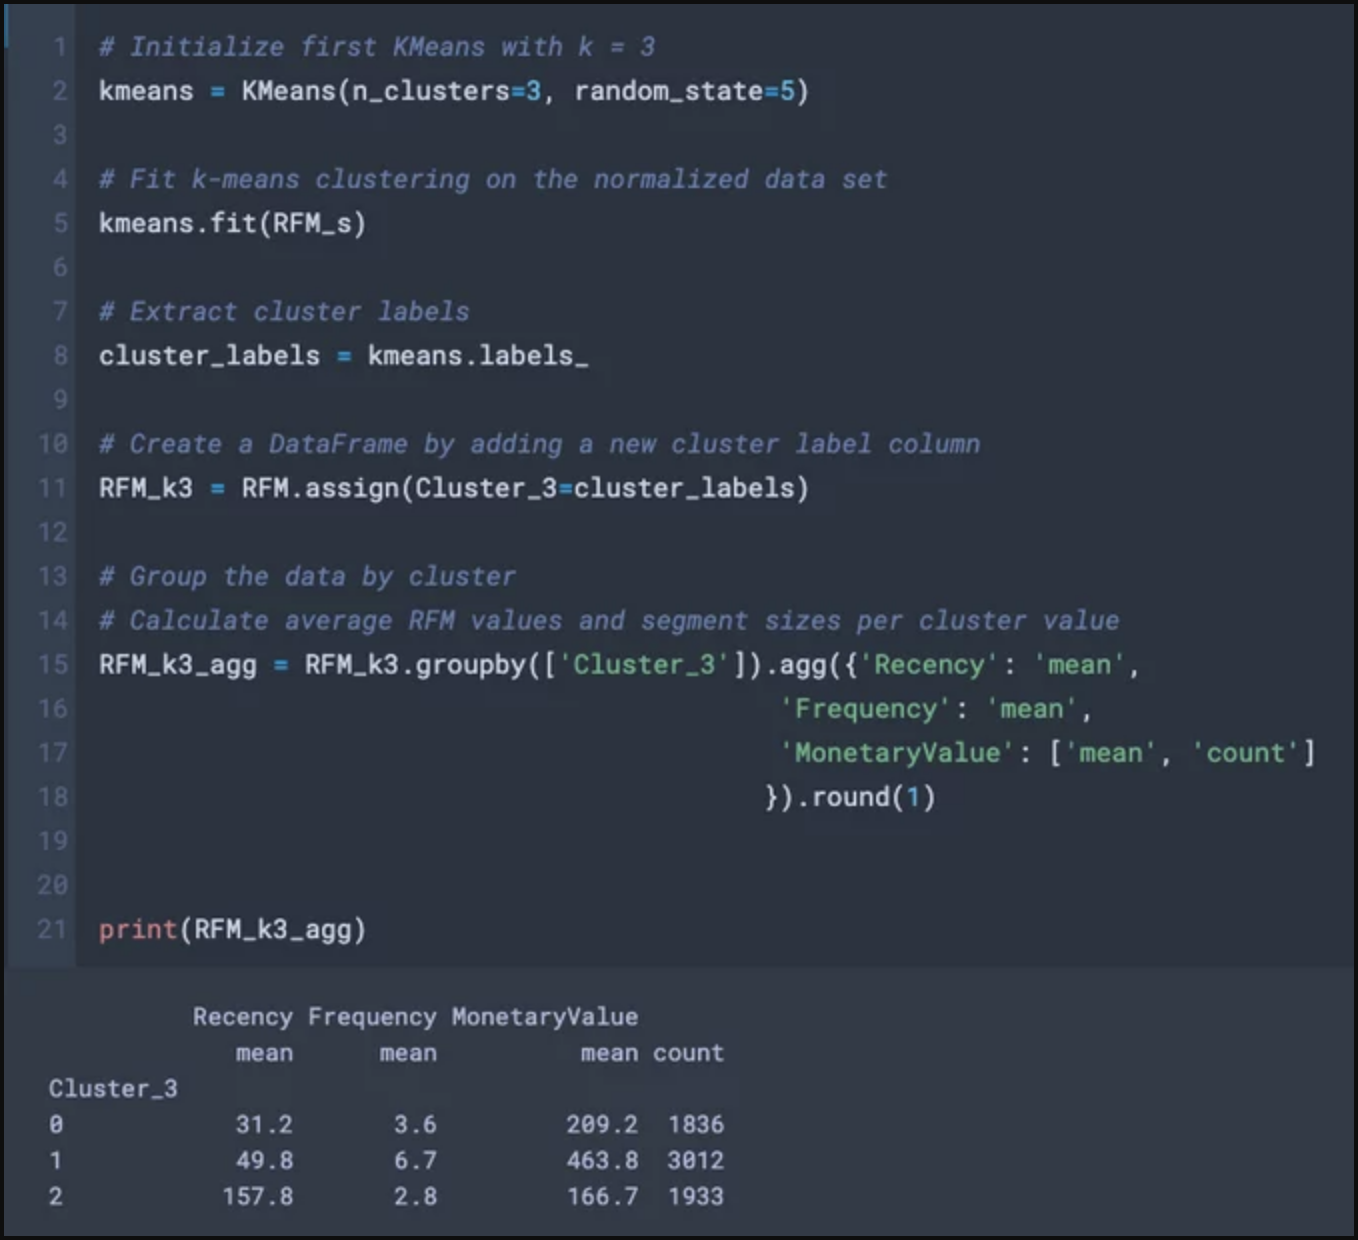 1 # Initialize first KMeans with k = 3
2 kmeans = KMeans(n_clusters=3, random_state=5)
3
4 # Fit k-means clustering on the normalized data set
5 kmeans.fit(RFM_s)
6
7 # Extract cluster labels
8 cluster_labels = kmeans.labels_
9
10 # Create a DataFrame by adding a new cluster label column
11 RFM_k3 = RFM.assign(Cluster_3=cluster_labels)
12
13 # Group the data by cluster
14 # Calculate average RFM values and segment sizes per cluster value
15 RFM_k3_agg = RFM_k3.groupby(['Cluster_3']).agg({'Recency': 'mean',
16 'Frequency': 'mean',
17 'MonetaryValue': ['mean', 'count']
18 }).round(1)
19
20
21 print(RFM_k3_agg)
Recency Frequency MonetaryValue
mean mean mean count
Cluster_3
0 31.2 3.6 209.2 1836
1 49.8 6.7 463.8 3012
2 157.8 2.8 166.7 1933